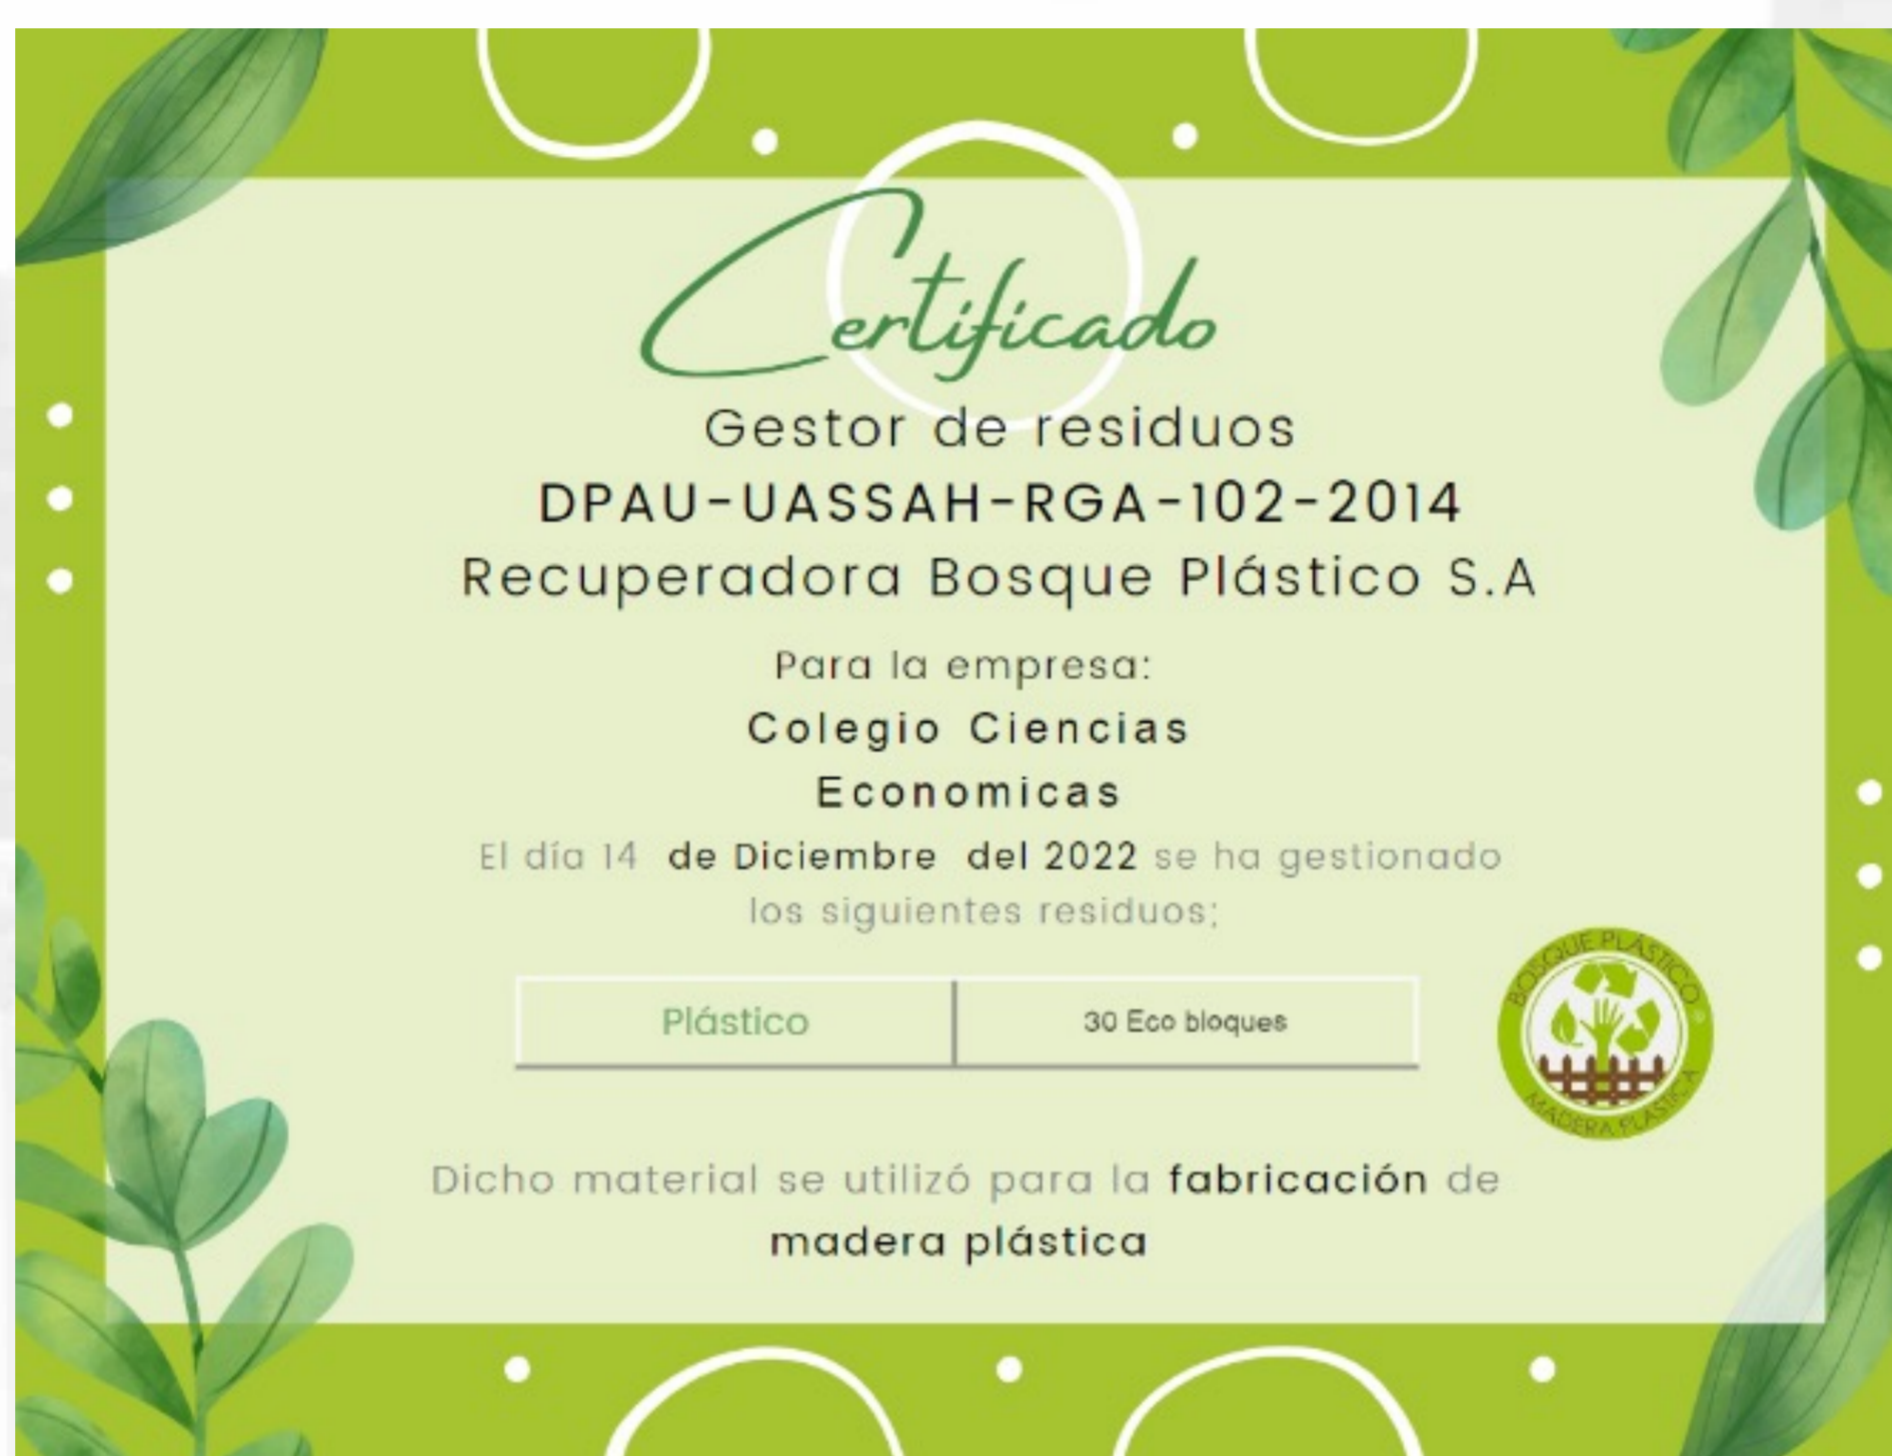 Certificado
Gestor de residuos
DPAU-UASSAH-RGA-102-2014
Recuperadora Bosque Plástico S.A
Para la empresa:
Colegio Ciencias
Economicas
El día 14 de Diciembre del 2022 se ha gestionado
los siguientes residuos;
Plástico 30 Eco bloques
BOSQUE PLÁSTICO ®
MADERA PLÁSTICA
Dicho material se utilizó para la fabricación de
madera plástica